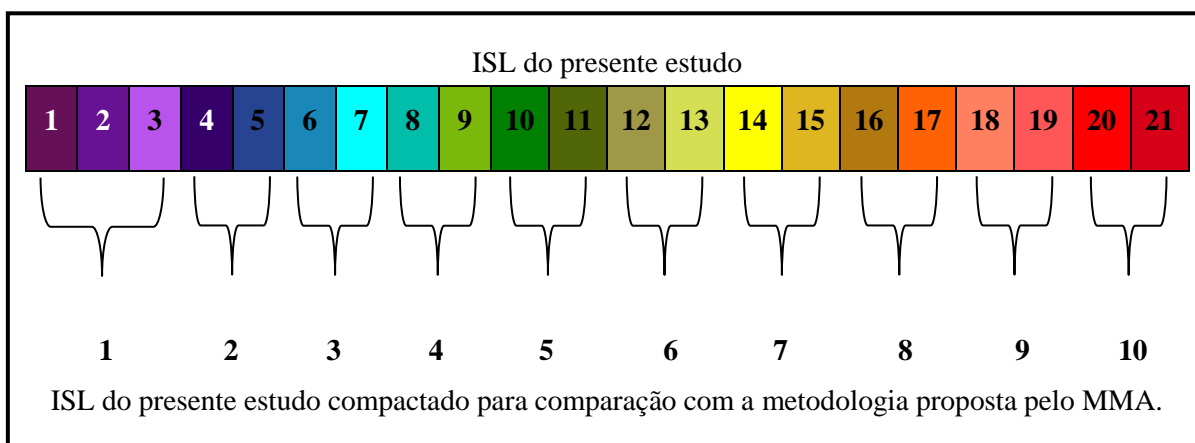 ISL do presente estudo
1 2 3 4 5 6 7 8 9 10 11 12 13 14 15 16 17 18 19 20 21
1 2 3 4 5 6 7 8 9 10
ISL do presente estudo compactado para comparação com a metodologia proposta pelo MMA.